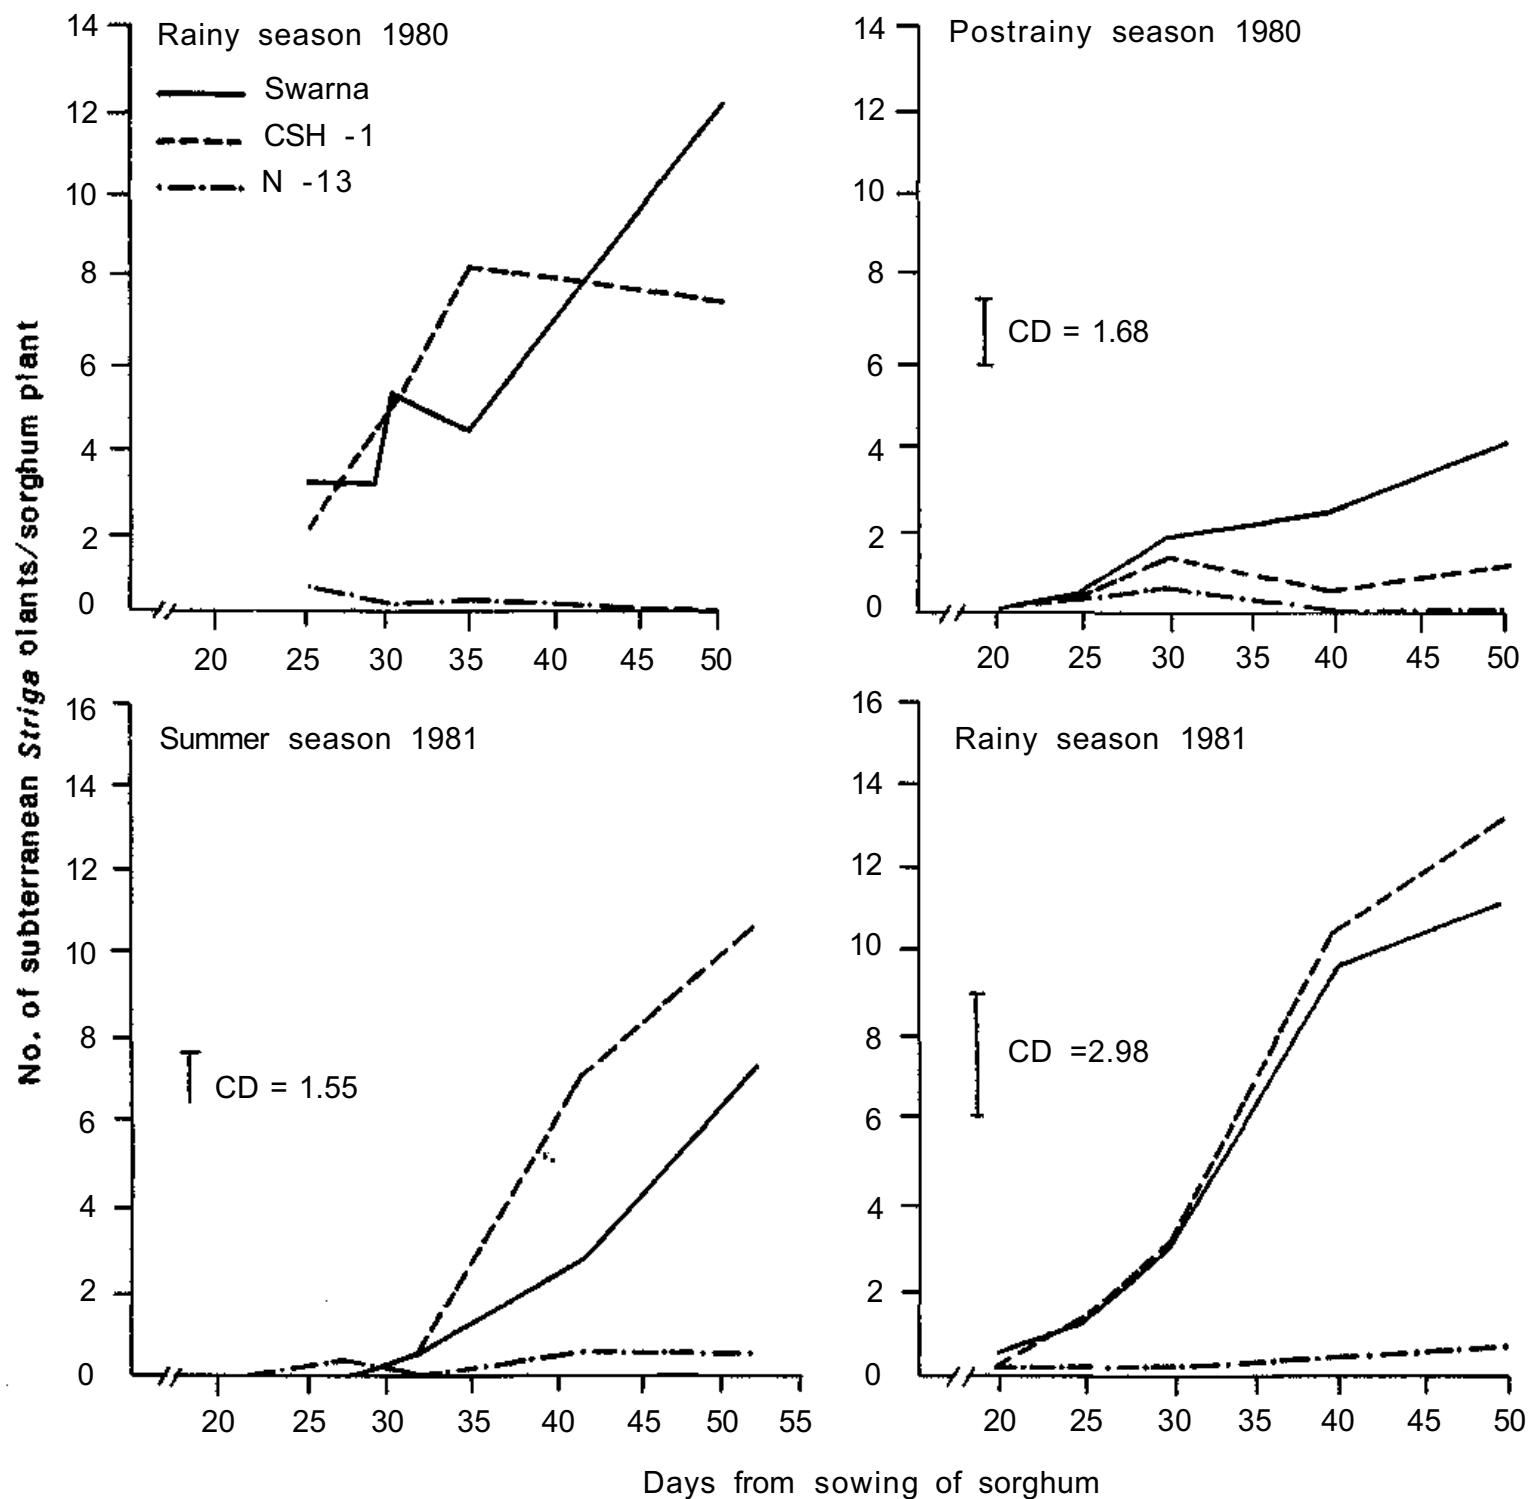 No. of subterranean Striga olants/sorghum plant
14
Rainy season 1980
Swarna
12
CSH -1
N -13
10
8
6
4
2
0
20 25 30 35 40 45 50
14
Postrainy season 1980
12
10
8
CD = 1.68
6
4
2
0
20 25 30 35 40 45 50
16
Summer season 1981
14
12
10
8
CD = 1.55
6
4
2
0
20 25 30 35 40 45 50 55
16
Rainy season 1981
14
12
10
8
CD =2.98
6
4
2
0
20 25 30 35 40 45 50
Days from sowing of sorghum